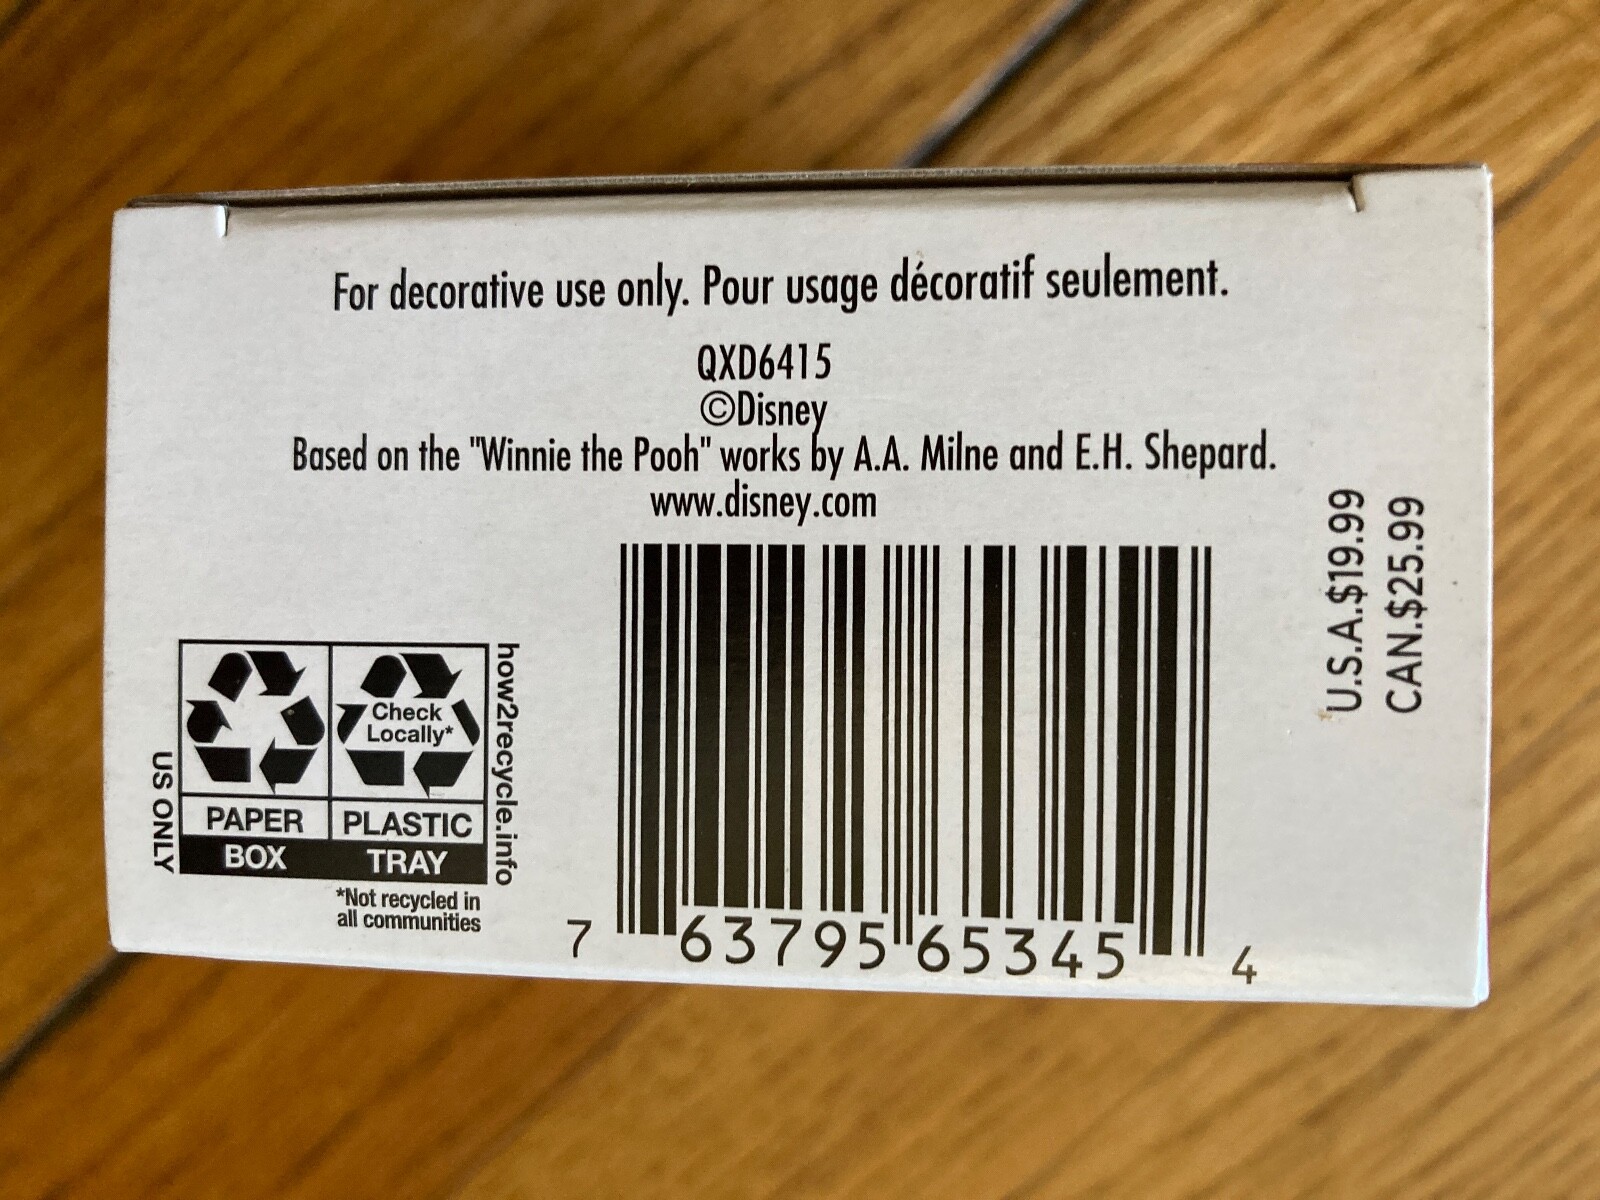 For decorative use only. Pour usage décoratif seulement.
QXD6415
©Disney
Based on the "Winnie the Pooh" works by A.A. Milne and E.H. Shepard.
www.disney.com
U.S.A.$19.99
CAN.$25.99
US ONLY
Check
Locally*
PAPER
PLASTIC
BOX
TRAY
how2recycle.info
*Not recycled in
all communities
7 63795 65345 4